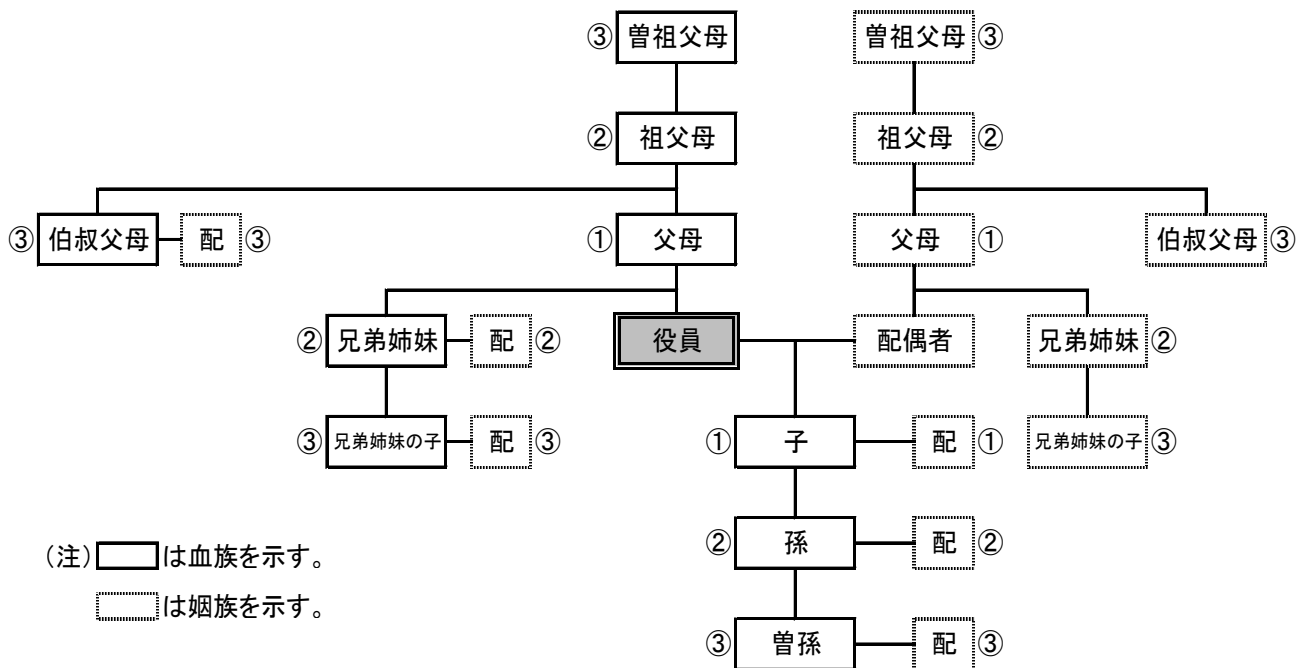 ③ 曽祖父母 曽祖父母 ③
② 祖父母 祖父母 ②
③ 伯叔父母 配 ③ ① 父母 父母 ① 伯叔父母 ③
② 兄弟姉妹 配 ② 役員 配偶者 兄弟姉妹 ②
③ 兄弟姉妹の子 配 ③ ① 子 配 ① 兄弟姉妹の子 ③
② 孫 配 ②
(注) は血族を示す。
は姻族を示す。
③ 曽孫 配 ③